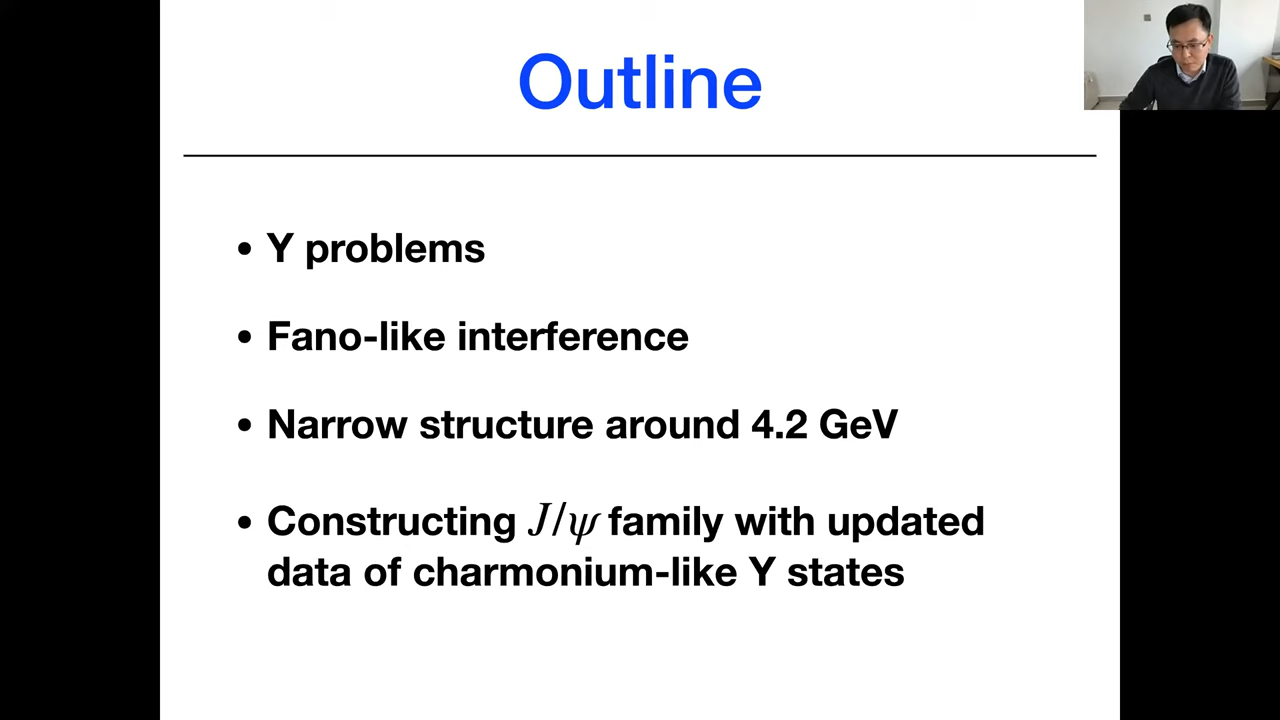 Outline
• Y problems
• Fano-like interference
• Narrow structure around 4.2 GeV
• Constructing J/ψ family with updated
data of charmonium-like Y states